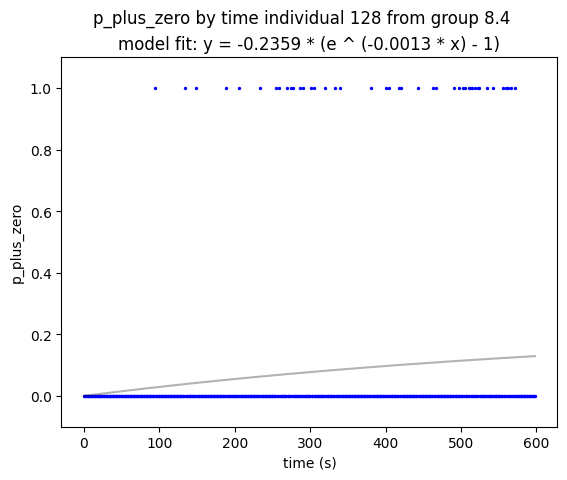 p_plus_zero by time individual 128 from group 8.4
model fit: y = -0.2359 * (e ^ (-0.0013 * x) - 1)
1.0
0.8
0.6
0.4
0.2
0.0
p_plus_zero
0 100 200 300 400 500 600
time (s)